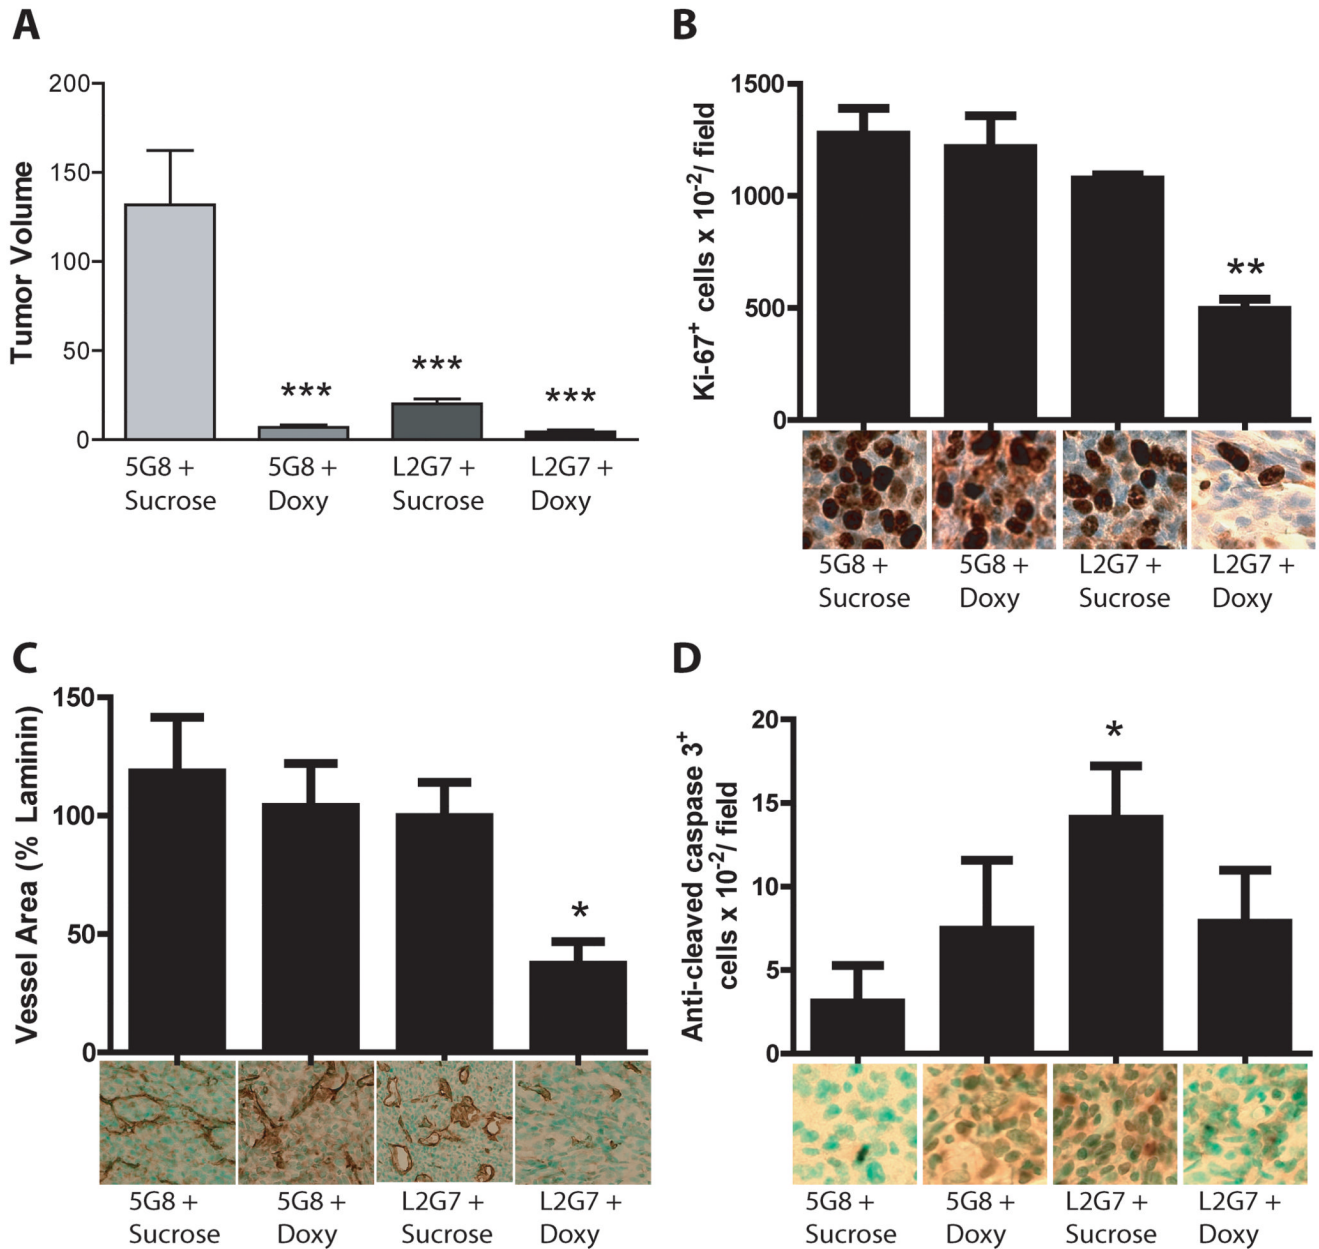 A
Tumor Volume
200
150
100
50
0
***
***
***
5G8 +
Sucrose
5G8 +
Doxy
L2G7 +
Sucrose
L2G7 +
Doxy
B
Ki-67⁺ cells x 10⁻²/ field
1500
1000
500
0
**
5G8 +
Sucrose
5G8 +
Doxy
L2G7 +
Sucrose
L2G7 +
Doxy
C
Vessel Area (% Laminin)
150
100
50
0
*
5G8 +
Sucrose
5G8 +
Doxy
L2G7 +
Sucrose
L2G7 +
Doxy
D
Anti-cleaved caspase 3⁺
cells x 10⁻²/ field
20
15
10
5
0
*
5G8 +
Sucrose
5G8 +
Doxy
L2G7 +
Sucrose
L2G7 +
Doxy